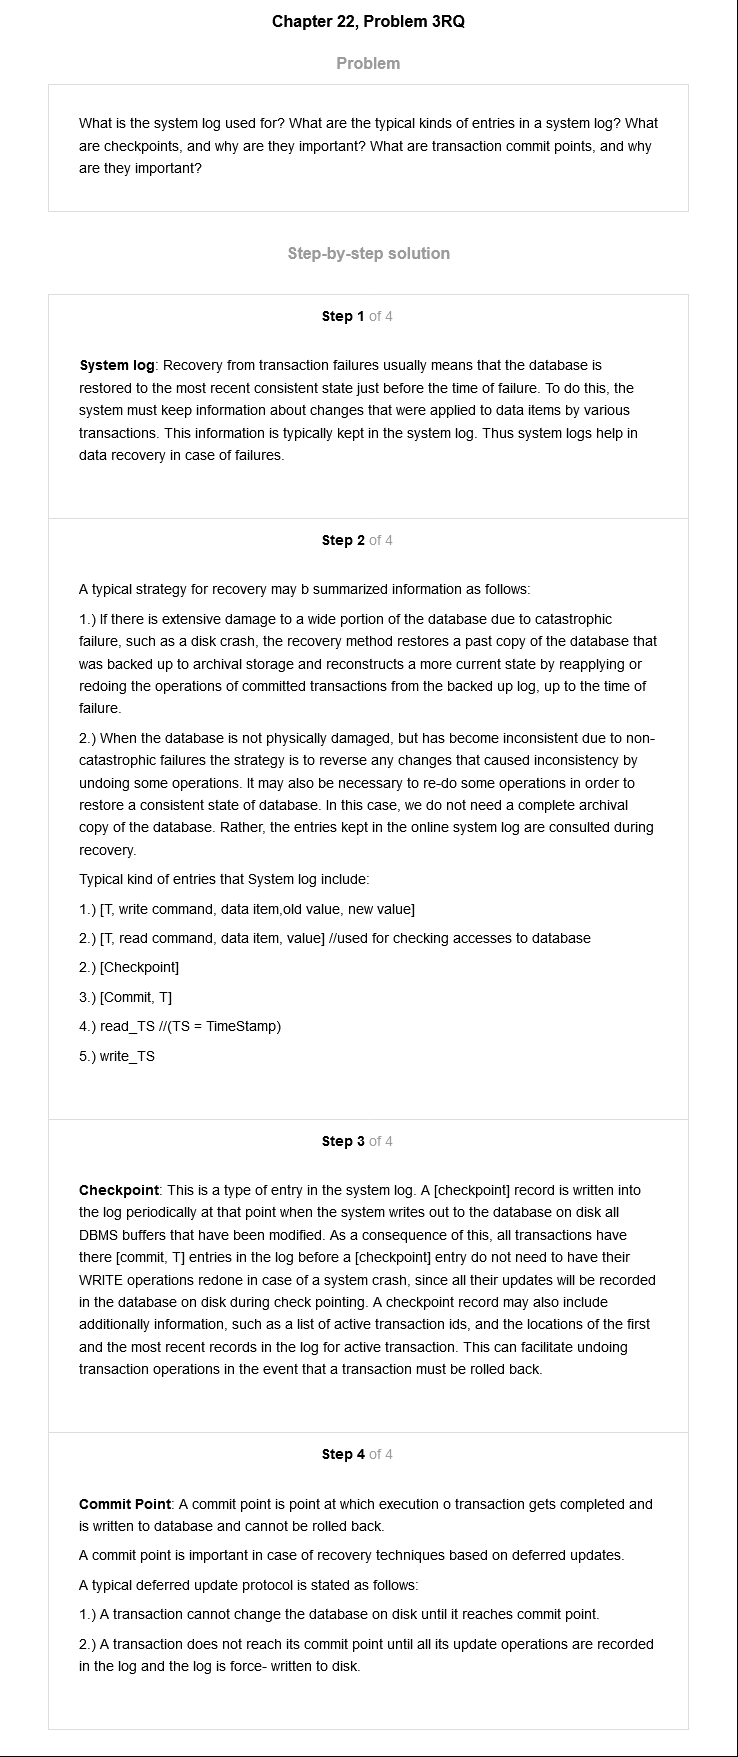 Chapter 22, Problem 3RQ
Problem
What is the system log used for? What are the typical kinds of entries in a system log? What
are checkpoints, and why are they important? What are transaction commit points, and why
are they important?
Step-by-step solution
Step 1 of 4
System log: Recovery from transaction failures usually means that the database is
restored to the most recent consistent state just before the time of failure. To do this, the
system must keep information about changes that were applied to data items by various
transactions. This information is typically kept in the system log. Thus system logs help in
data recovery in case of failures.
Step 2 of 4
A typical strategy for recovery may b summarized information as follows:
1.) If there is extensive damage to a wide portion of the database due to catastrophic
failure, such as a disk crash, the recovery method restores a past copy of the database that
was backed up to archival storage and reconstructs a more current state by reapplying or
redoing the operations of committed transactions from the backed up log, up to the time of
failure.
2.) When the database is not physically damaged, but has become inconsistent due to non-
catastrophic failures the strategy is to reverse any changes that caused inconsistency by
undoing some operations. It may also be necessary to re-do some operations in order to
restore a consistent state of database. In this case, we do not need a complete archival
copy of the database. Rather, the entries kept in the online system log are consulted during
recovery.
Typical kind of entries that System log include:
1.) [T, write command, data item,old value, new value]
2.) [T, read command, data item, value] //used for checking accesses to database
2.) [Checkpoint]
3.) [Commit, T]
4.) read_TS //(TS = TimeStamp)
5.) write_TS
Step 3 of 4
Checkpoint: This is a type of entry in the system log. A [checkpoint] record is written into
the log periodically at that point when the system writes out to the database on disk all
DBMS buffers that have been modified. As a consequence of this, all transactions have
there [commit, T] entries in the log before a [checkpoint] entry do not need to have their
WRITE operations redone in case of a system crash, since all their updates will be recorded
in the database on disk during check pointing. A checkpoint record may also include
additionally information, such as a list of active transaction ids, and the locations of the first
and the most recent records in the log for active transaction. This can facilitate undoing
transaction operations in the event that a transaction must be rolled back.
Step 4 of 4
Commit Point: A commit point is point at which execution o transaction gets completed and
is written to database and cannot be rolled back.
A commit point is important in case of recovery techniques based on deferred updates.
A typical deferred update protocol is stated as follows:
1.) A transaction cannot change the database on disk until it reaches commit point.
2.) A transaction does not reach its commit point until all its update operations are recorded
in the log and the log is force- written to disk.